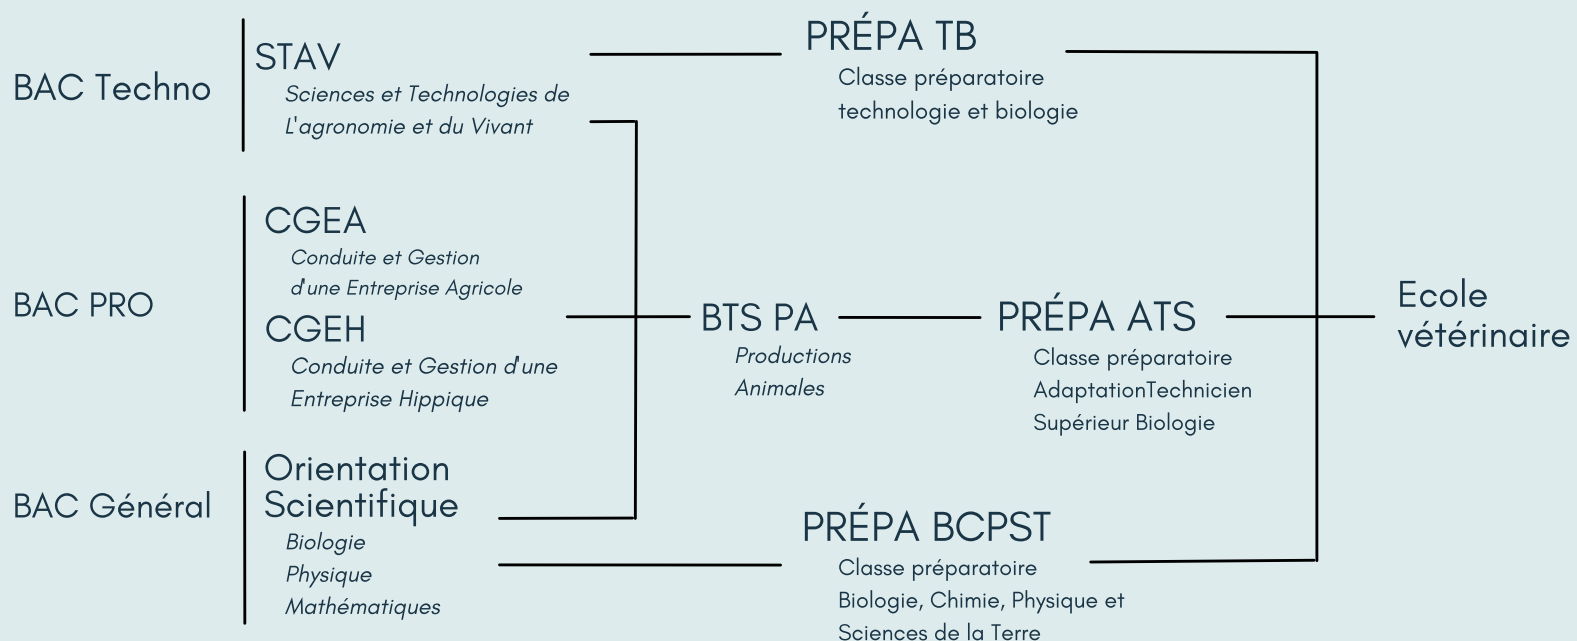 BAC Techno
STAV
Sciences et Technologies de
L'agronomie et du Vivant
PRÉPA TB
Classe préparatoire
technologie et biologie
BAC PRO
CGEA
Conduite et Gestion
d'une Entreprise Agricole
CGEH
Conduite et Gestion d'une
Entreprise Hippique
BTS PA
Productions
Animales
PRÉPA ATS
Classe préparatoire
AdaptationTechnicien
Supérieur Biologie
Ecole
vétérinaire
BAC Général
Orientation
Scientifique
Biologie
Physique
Mathématiques
PRÉPA BCPST
Classe préparatoire
Biologie, Chimie, Physique et
Sciences de la Terre